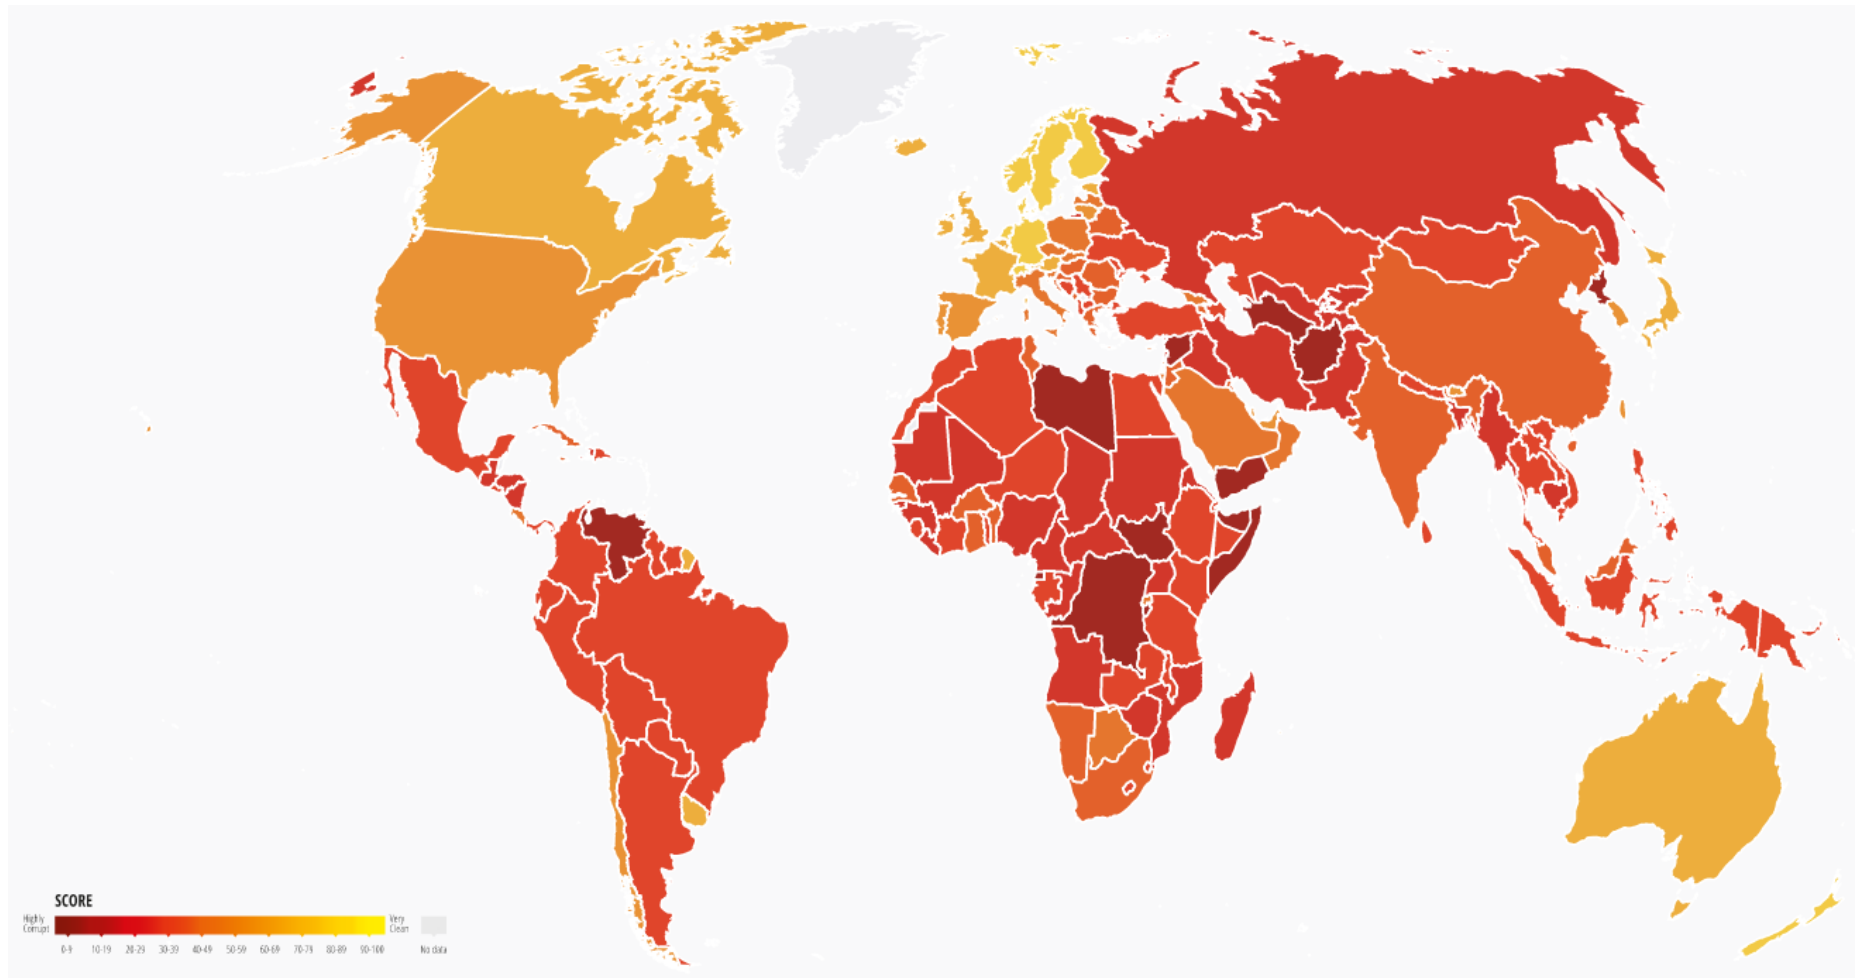 SCORE
Highly
Corrupt
Very
Clean
0-9 10-19 20-29 30-39 40-49 50-59 60-69 70-79 80-89 90-100 No data